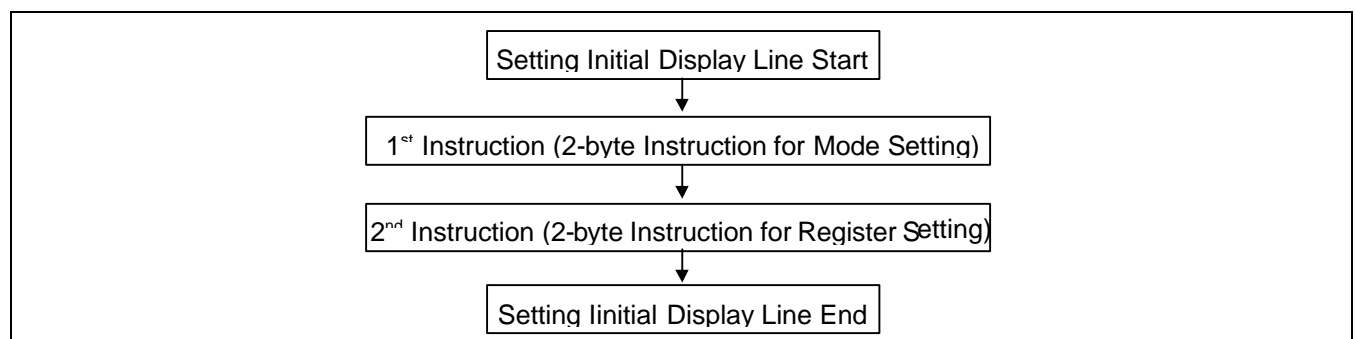 Setting Initial Display Line Start
1st Instruction (2-byte Instruction for Mode Setting)
2nd Instruction (2-byte Instruction for Register Setting)
Setting Iinitial Display Line End